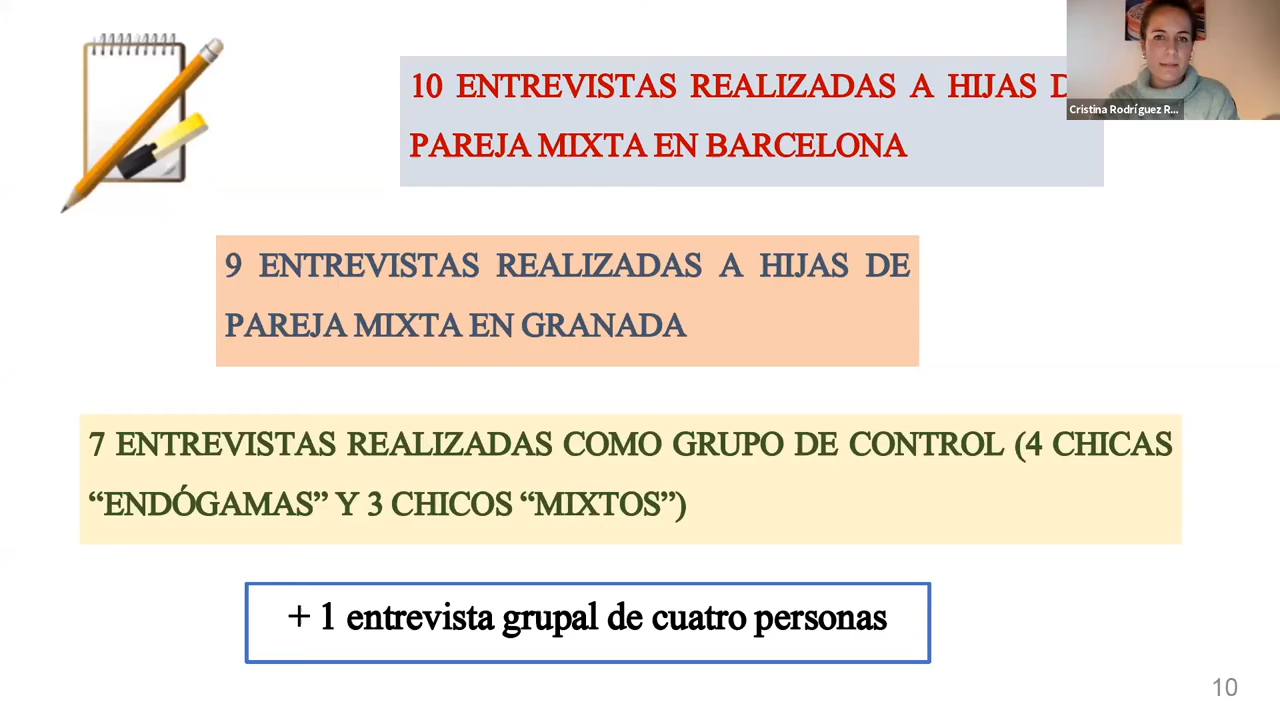 10 ENTREVISTAS REALIZADAS A HIJAS
PAREJA MIXTA EN BARCELONA
Cristina Rodríguez R...
9 ENTREVISTAS REALIZADAS A HIJAS DE
PAREJA MIXTA EN GRANADA
7 ENTREVISTAS REALIZADAS COMO GRUPO DE CONTROL (4 CHICAS
“ENDÓGAMAS” Y 3 CHICOS “MIXTOS”)
+ 1 entrevista grupal de cuatro personas
10